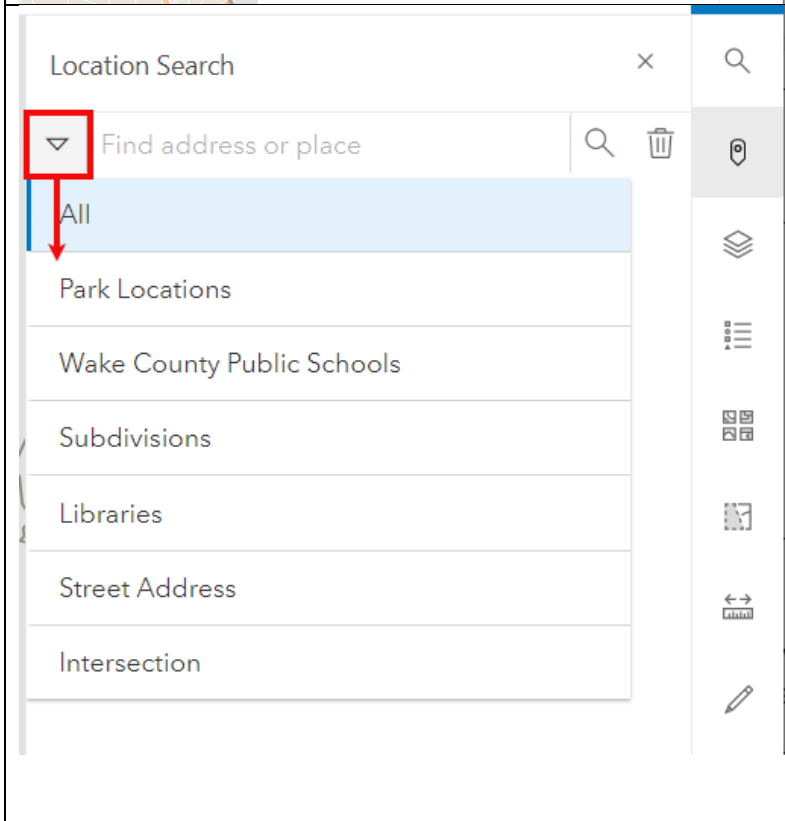 Location Search
Find address or place
All
Park Locations
Wake County Public Schools
Subdivisions
Libraries
Street Address
Intersection